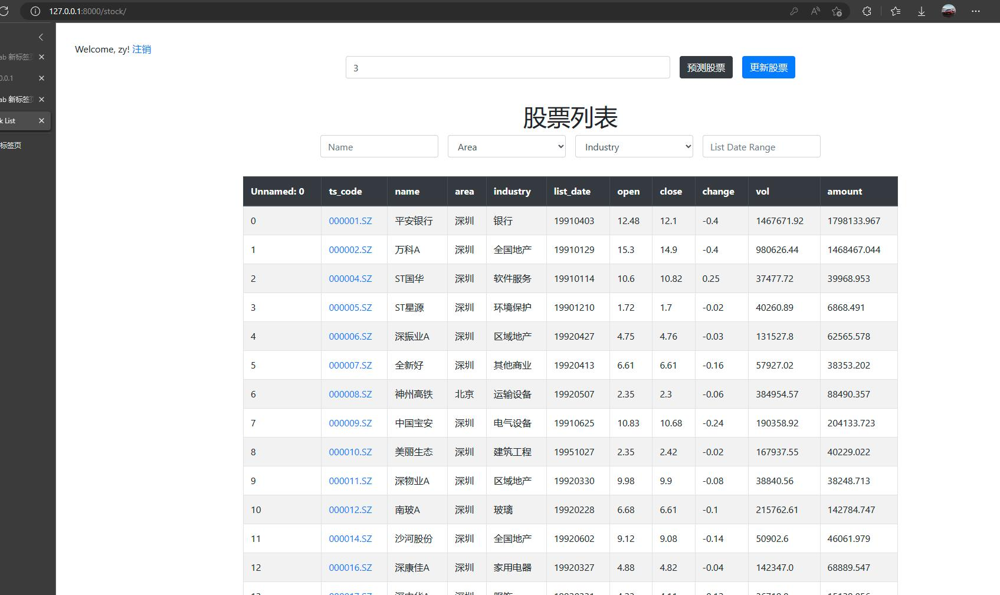 127.0.0.1:8000/stock/
ab 新标签页
0.0.1
ab 新标签页
k List
标签页
Welcome, zy! 注销
3 预测股票 更新股票
股票列表
Name Area Industry List Date Range
Unnamed: 0 ts_code name area industry list_date open close change vol amount
0 000001.SZ 平安银行 深圳 银行 19910403 12.48 12.1 -0.4 1467671.92 1798133.967
1 000002.SZ 万科A 深圳 全国地产 19910129 15.3 14.9 -0.4 980626.44 1468467.044
2 000004.SZ ST国华 深圳 软件服务 19910114 10.6 10.82 0.25 37477.72 39968.953
3 000005.SZ ST星源 深圳 环境保护 19901210 1.72 1.7 -0.02 40260.89 6868.491
4 000006.SZ 深振业A 深圳 区域地产 19920427 4.75 4.76 -0.03 131527.8 62565.578
5 000007.SZ 全新好 深圳 其他商业 19920413 6.61 6.61 -0.16 57927.02 38353.202
6 000008.SZ 神州高铁 北京 运输设备 19920507 2.35 2.3 -0.06 384954.57 88490.357
7 000009.SZ 中国宝安 深圳 电气设备 19910625 10.83 10.68 -0.24 190358.92 204133.723
8 000010.SZ 美丽生态 深圳 建筑工程 19951027 2.35 2.42 -0.02 167937.55 40229.022
9 000011.SZ 深物业A 深圳 区域地产 19920330 9.98 9.9 -0.08 38840.56 38248.713
10 000012.SZ 南玻A 深圳 玻璃 19920228 6.68 6.61 -0.1 215762.61 142784.747
11 000014.SZ 沙河股份 深圳 全国地产 19920602 9.12 9.08 -0.14 50902.6 46061.979
12 000016.SZ 深康佳A 深圳 家用电器 19920327 4.88 4.82 -0.04 142347.0 68889.547